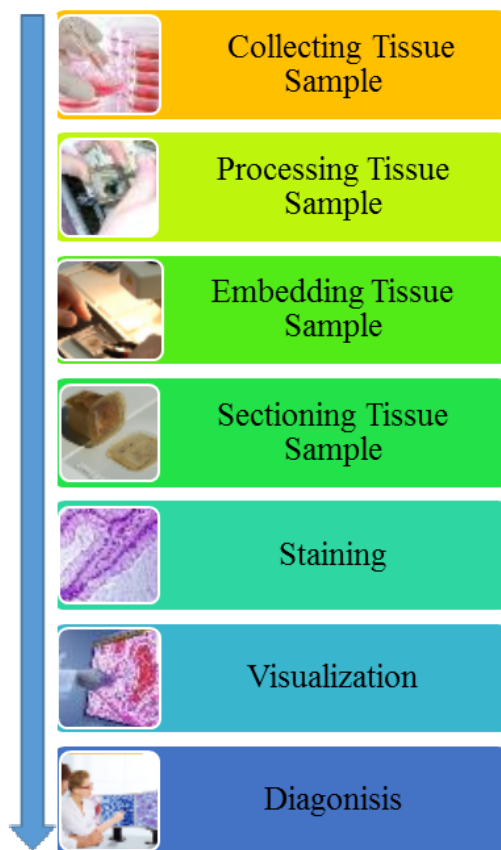 Collecting Tissue
Sample
Processing Tissue
Sample
Embedding Tissue
Sample
Sectioning Tissue
Sample
Staining
Visualization
Diagonisis